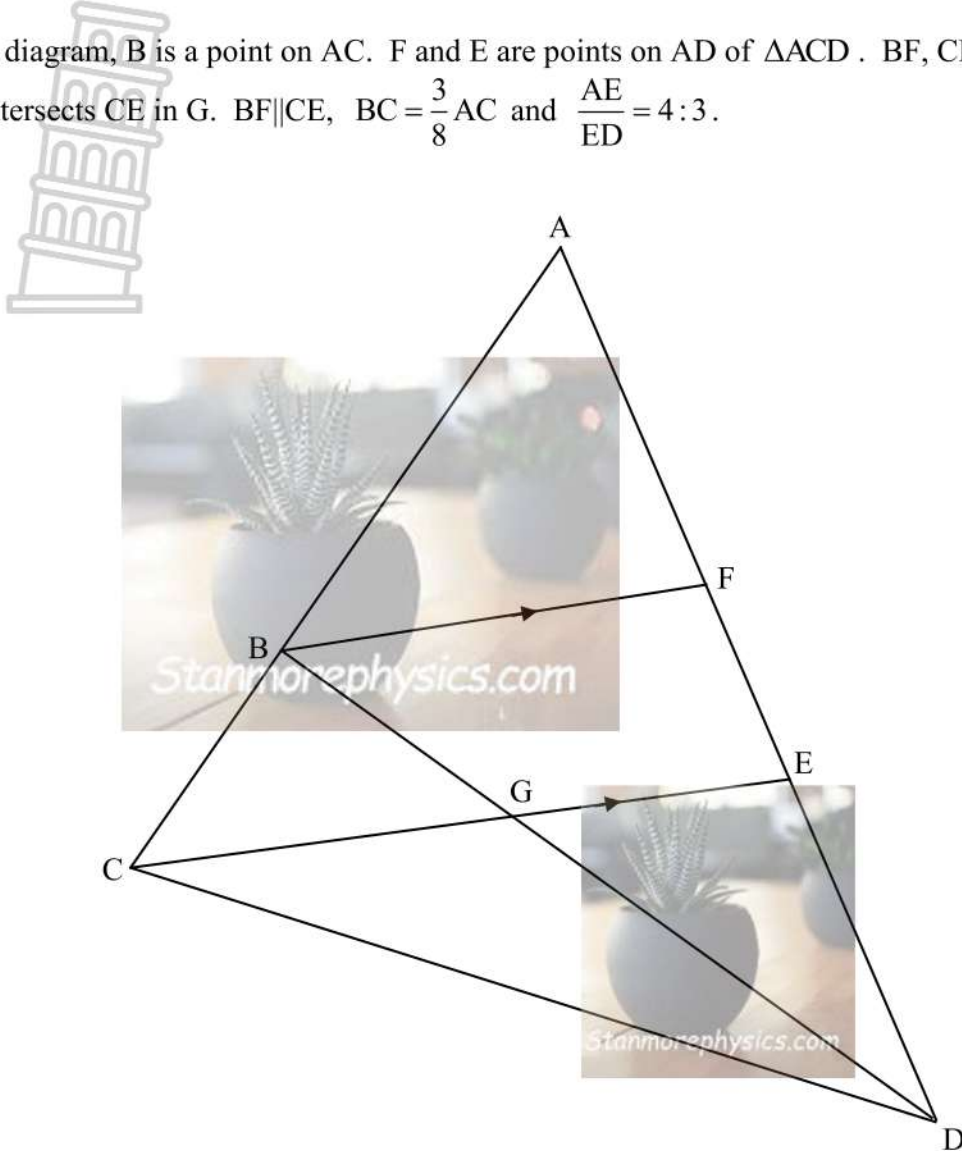 diagram, B is a point on AC. F and E are points on AD of ΔACD . BF, C
tersects CE in G. BF||CE, BC = 3/8 AC and AE/ED = 4 : 3 .
A
F
B
Stanmorephysics.com
E
G
C
Stanmorephysics.com
D